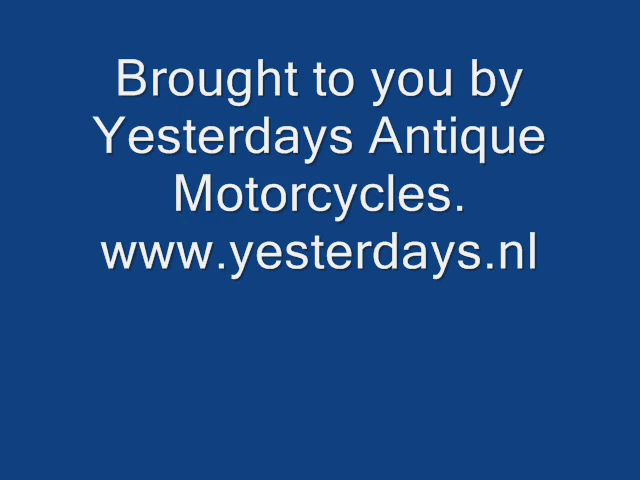 Brought to you by
Yesterdays Antique
Motorcycles.
www.yesterdays.nl